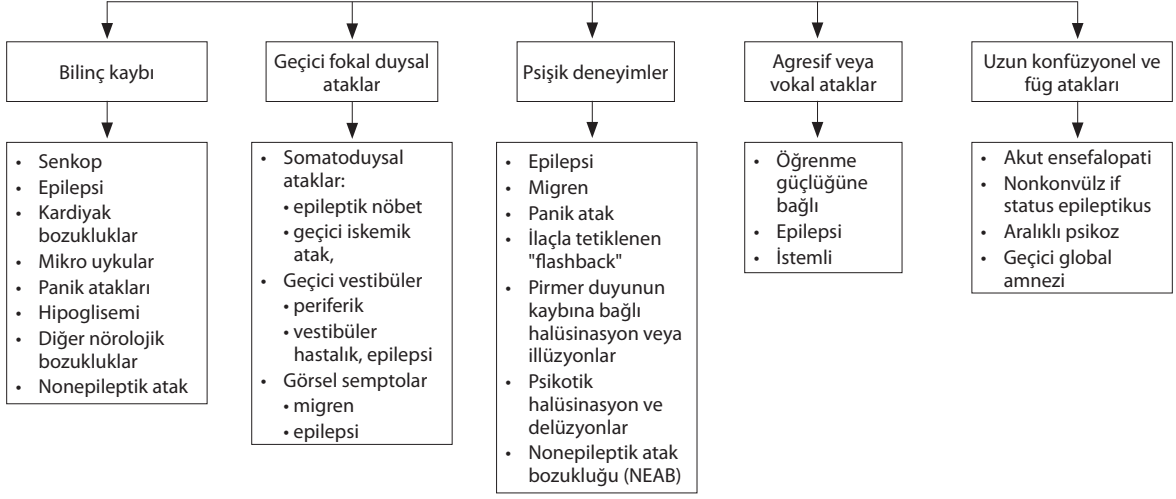 Bilinç kaybı
Geçici fokal duysal
ataklar
Psişik deneyimler
Agresif veya
vokal ataklar
Uzun konfüzyonel ve
füg atakları
• Senkop
• Epilepsi
• Kardiyak
bozukluklar
• Mikro uykular
• Panik atakları
• Hipoglisemi
• Diğer nörolojik
bozukluklar
• Nonepileptik atak
• Somatoduysal
ataklar:
• epileptik nöbet
• geçici iskemik
atak,
• Geçici vestibüler
• periferik
• vestibüler
hastalık, epilepsi
• Görsel semptolar
• migren
• epilepsi
• Epilepsi
• Migren
• Panik atak
• İlaçla tetiklenen
"flashback"
• Pirmer duyunun
kaybına bağlı
halüsinasyon veya
illüzyonlar
• Psikotik
halüsinasyon ve
delüzyonlar
• Nonepileptik atak
bozukluğu (NEAB)
• Öğrenme
güçlüğüne
bağlı
• Epilepsi
• İstemli
• Akut ensefalopati
• Nonkonvülz if
status epileptikus
• Aralıklı psikoz
• Geçici global
amnezi